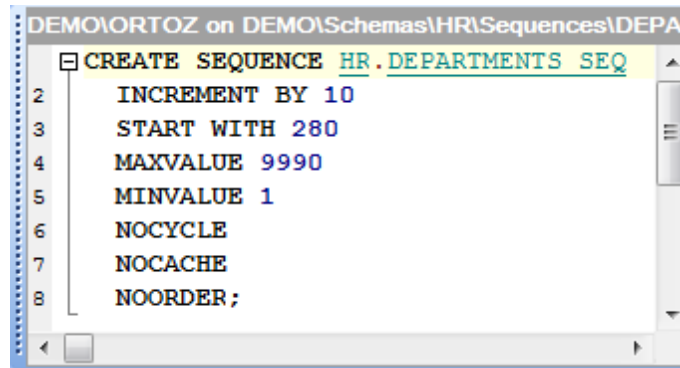 DEMO\ORTOZ on DEMO\Schemas\HR\Sequences\DEPA
CREATE SEQUENCE HR.DEPARTMENTS_SEQ
2 INCREMENT BY 10
3 START WITH 280
4 MAXVALUE 9990
5 MINVALUE 1
6 NOCYCLE
7 NOCACHE
8 NOORDER;